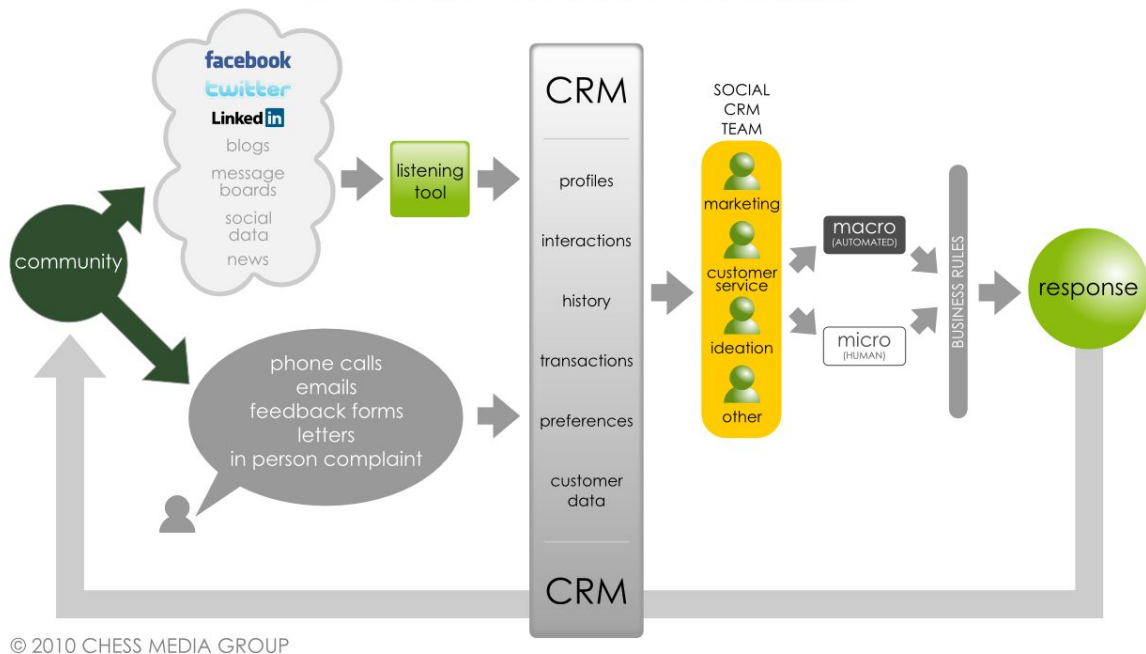 facebook
twitter
Linked in
blogs
message
boards
social
data
news
community
listening
tool
phone calls
emails
feedback forms
letters
in person complaint
CRM
profiles
interactions
history
transactions
preferences
customer
data
CRM
SOCIAL
CRM
TEAM
marketing
customer
service
ideation
other
macro
(AUTOMATED)
micro
(HUMAN)
BUSINESS RULES
response
© 2010 CHESS MEDIA GROUP